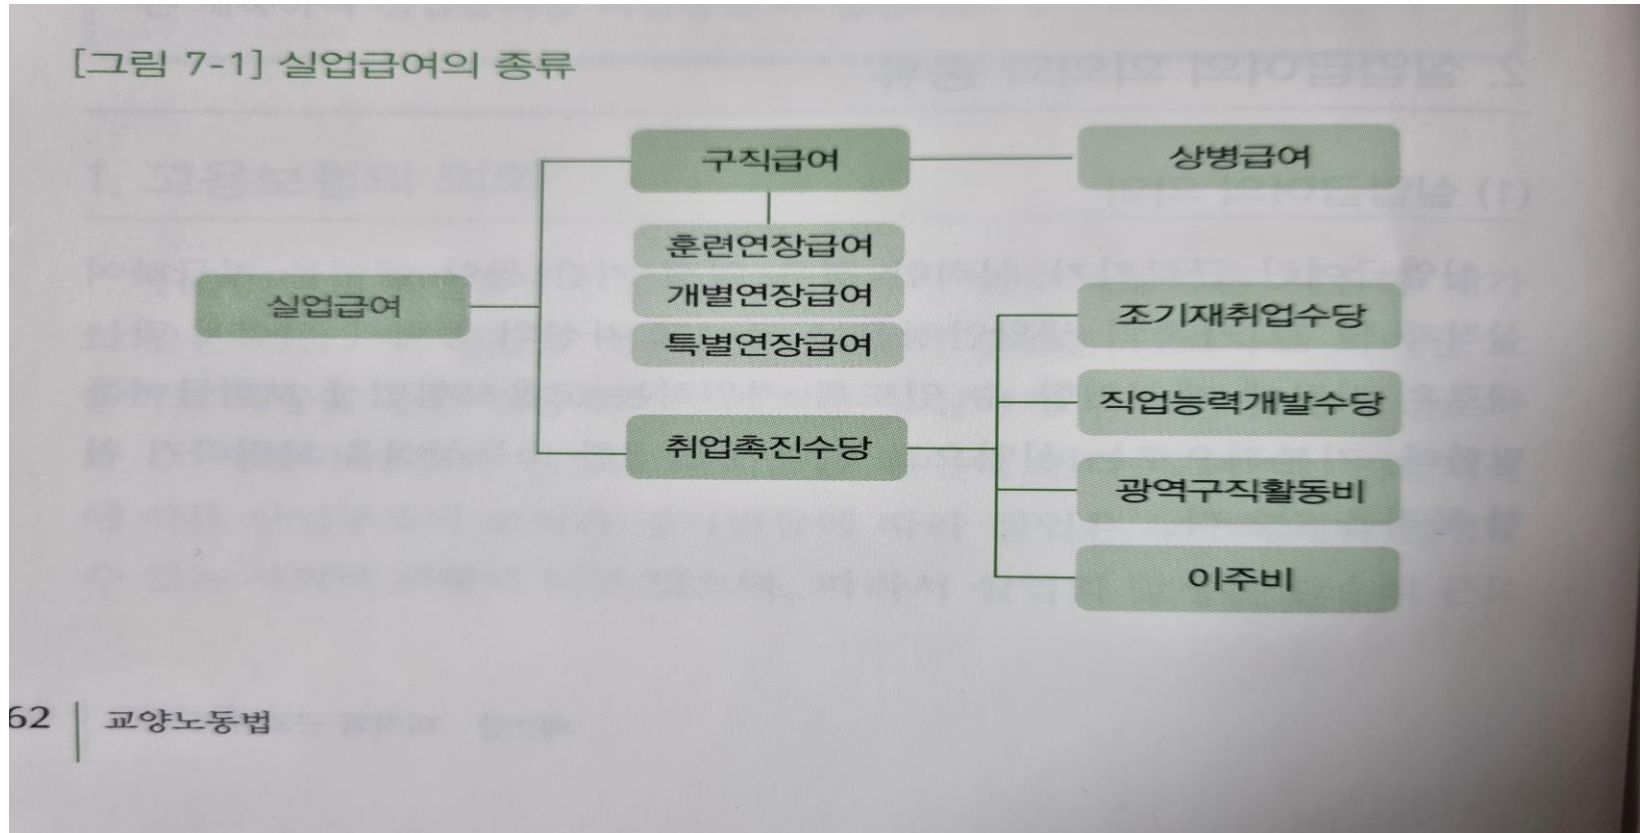 [그림 7-1] 실업급여의 종류
구직급여
상병급여
훈련연장급여
개별연장급여
특별연장급여
실업급여
취업촉진수당
조기재취업수당
직업능력개발수당
광역구직활동비
이주비
62
교양노동법